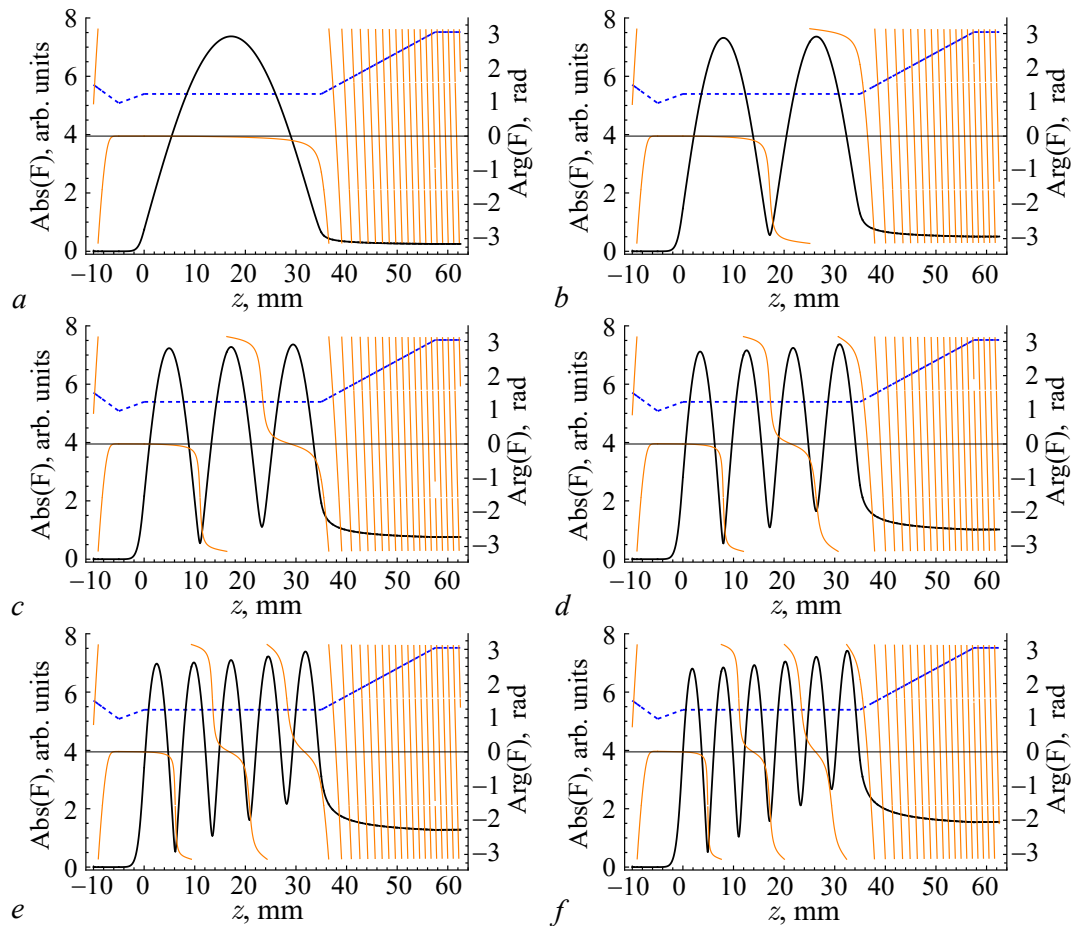 8 3 8 3
6 2 6 2
1 1
4 0 4 0
−1 −1
2 −2 2 −2
0 −3 0 −3
Abs(F), arb. units Arg(F), rad Abs(F), arb. units Arg(F), rad
−10 0 10 20 30 40 50 60 −10 0 10 20 30 40 50 60
a z, mm b z, mm
8 3 8 3
6 2 6 2
1 1
4 0 4 0
−1 −1
2 −2 2 −2
0 −3 0 −3
Abs(F), arb. units Arg(F), rad Abs(F), arb. units Arg(F), rad
−10 0 10 20 30 40 50 60 −10 0 10 20 30 40 50 60
c z, mm d z, mm
8 3 8 3
6 2 6 2
1 1
4 0 4 0
−1 −1
2 −2 2 −2
0 −3 0 −3
Abs(F), arb. units Arg(F), rad Abs(F), arb. units Arg(F), rad
−10 0 10 20 30 40 50 60 −10 0 10 20 30 40 50 60
e z, mm f z, mm